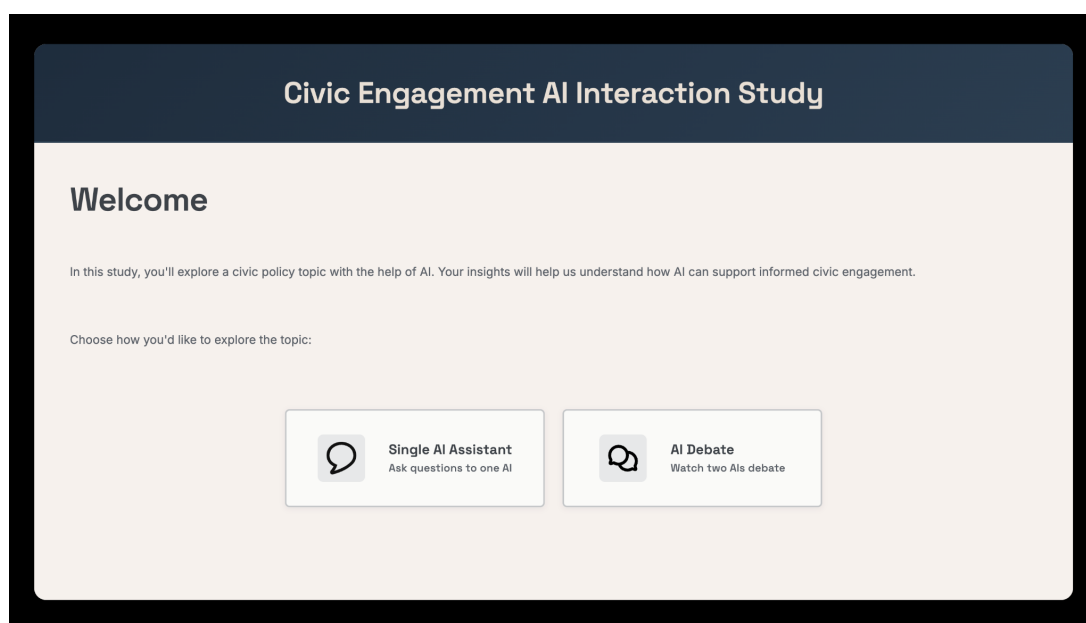 Civic Engagement AI Interaction Study
Welcome
In this study, you'll explore a civic policy topic with the help of AI. Your insights will help us understand how AI can support informed civic engagement.
Choose how you'd like to explore the topic:
Single AI Assistant
Ask questions to one AI
AI Debate
Watch two AIs debate